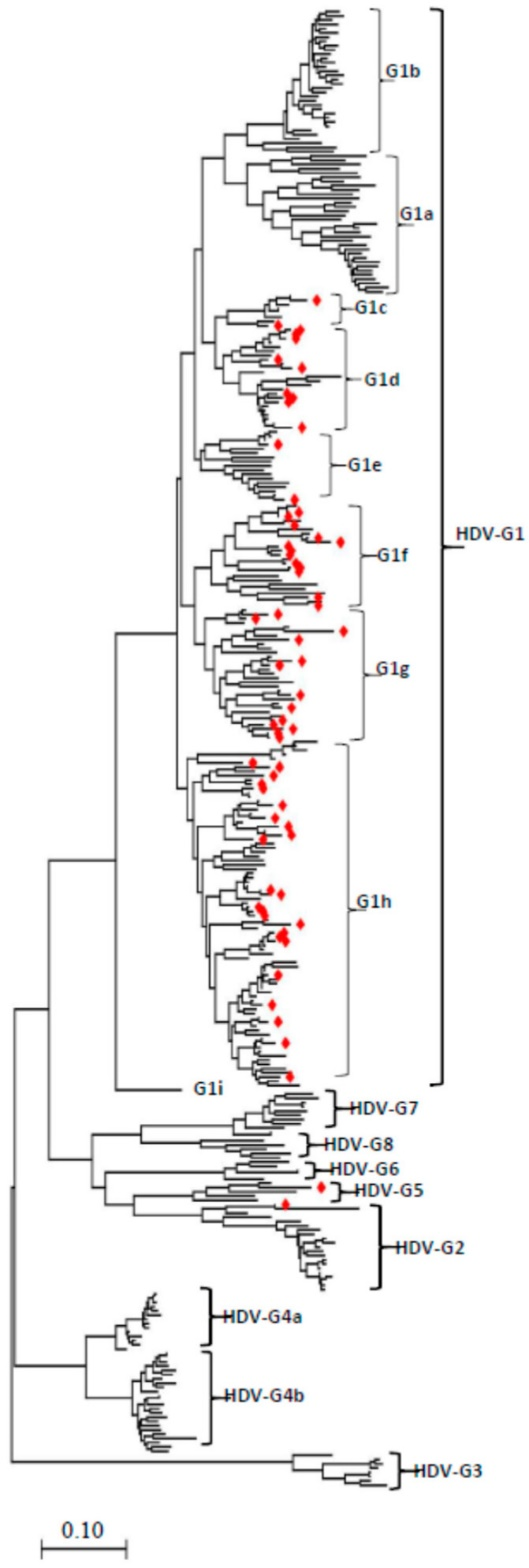 G1b
G1a
G1c
G1d
G1e
HDV-G1
G1f
G1g
G1h
G1i
HDV-G7
HDV-G8
HDV-G6
HDV-G5
HDV-G2
HDV-G4a
HDV-G4b
HDV-G3
0.10